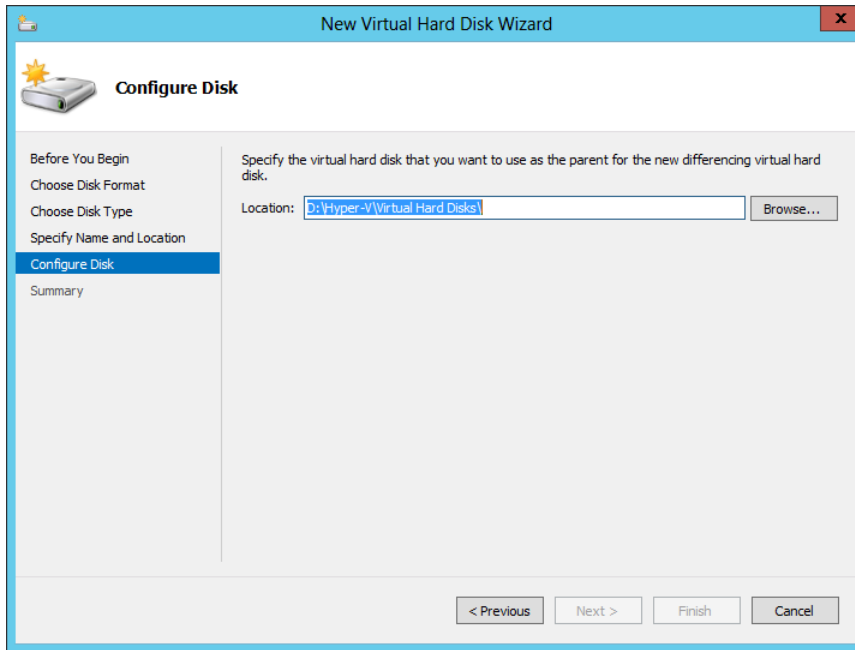 New Virtual Hard Disk Wizard
x
Configure Disk
Before You Begin
Choose Disk Format
Choose Disk Type
Specify Name and Location
Configure Disk
Summary
Specify the virtual hard disk that you want to use as the parent for the new differencing virtual hard
disk.
Location: D:\Hyper-V\Virtual Hard Disks\ Browse...
< Previous Next > Finish Cancel